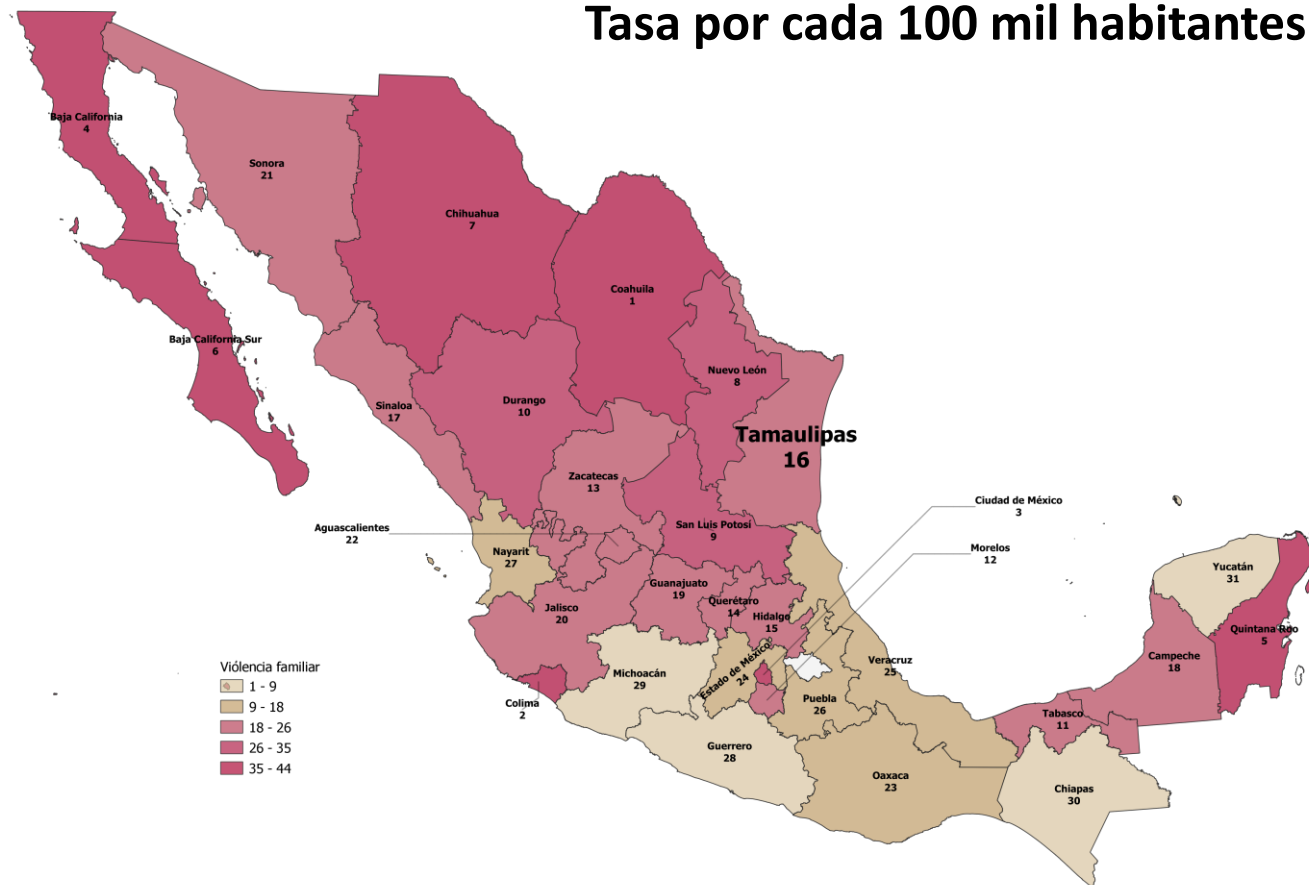 Tasa por cada 100 mil habitantes
Baja California
4
Sonora
21
Chihuahua
7
Coahuila
1
Baja California Sur
6
Nuevo León
8
Sinaloa
17
Durango
10
Tamaulipas
16
Zacatecas
13
Ciudad de México
3
Aguascalientes
22
San Luis Potosí
9
Morelos
12
Nayarit
27
Yucatán
31
Guanajuato
19
Querétaro
14
Jalisco
20
Hidalgo
15
Quintana Roo
5
Campeche
18
Michoacán
29
Estado de México
24
Veracruz
25
Colima
2
Puebla
26
Tabasco
11
Guerrero
28
Oaxaca
23
Chiapas
30
Viólencia familiar
1 - 9
9 - 18
18 - 26
26 - 35
35 - 44